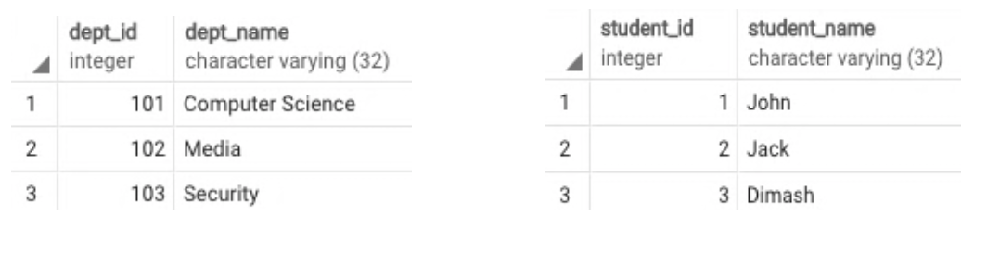 dept_id dept_name
integer character varying (32)
1 101 Computer Science
2 102 Media
3 103 Security
student_id student_name
integer character varying (32)
1 1 John
2 2 Jack
3 3 Dimash